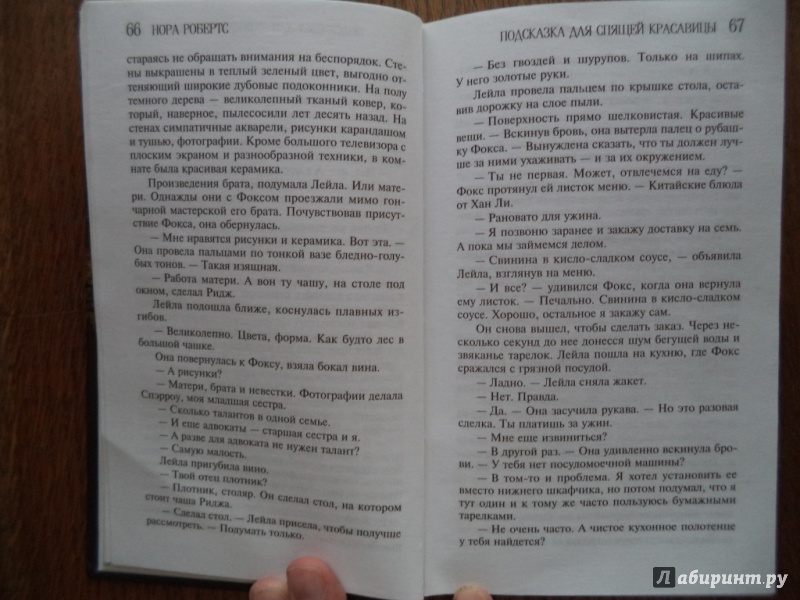 66 НОРА РОБЕРТС
стараясь не обращать внимания на беспорядок. Сте-
ны выкрашены в теплый зеленый цвет, выгодно от-
теняющий широкие дубовые подоконники. На полу
темного дерева — великолепный тканый ковер, ко-
торый, наверное, пылесосили лет десять назад. На
стенах симпатичные акварели, рисунки карандашом
и тушью, фотографии. Кроме большого телевизора с
плоским экраном и разнообразной техники, в ком-
нате была красивая керамика.
Произведения брата, подумала Лейла. Или мате-
ри. Однажды они с Фоксом проезжали мимо гон-
чарной мастерской его брата. Почувствовав присут-
ствие Фокса, она обернулась.
— Мне нравятся рисунки и керамика. Вот эта. —
Она провела пальцами по тонкой вазе бледно-голу-
бых тонов. — Такая изящная.
— Работа матери. А вон ту чашу, на столе под
окном, сделал Ридж.
Лейла подошла ближе, коснулась плавных из-
гибов.
— Великолепно. Цвета, форма. Как будто лес в
большой чашке.
Она повернулась к Фоксу, взяла бокал вина.
— А рисунки?
— Матери, брата и невестки. Фотографии делала
Спэрроу, моя младшая сестра.
— Сколько талантов в одной семье.
— И еще адвокаты — старшая сестра и я.
— А разве для адвоката не нужен талант?
— Самую малость.
Лейла пригубила вино.
— Твой отец плотник?
— Плотник, столяр. Он сделал стол, на котором
стоит чаша Риджа.
— Сделал стол. — Лейла присела, чтобы получше
рассмотреть. — Подумать только.
ПОДСКАЗКА ДЛЯ СПЯЩЕЙ КРАСАВИЦЫ 67
— Без гвоздей и шурупов. Только на шипах.
У него золотые руки.
Лейла провела пальцем по крышке стола, оста-
вив дорожку на слое пыли.
— Поверхность прямо шелковистая. Красивые
вещи. — Вскинув бровь, она вытерла палец о рубаш-
ку Фокса. — Вынуждена сказать, что ты должен луч-
ше за ними ухаживать — и за их окружением.
— Ты не первая. Может, отвлечемся на еду? —
Фокс протянул ей листок меню. — Китайские блюда
от Хан Ли.
— Рановато для ужина.
— Я позвоню заранее и закажу доставку на семь.
А пока мы займемся делом.
— Свинина в кисло-сладком соусе, — объявила
Лейла, взглянув на меню.
— И все? — удивился Фокс, когда она вернула
ему листок. — Печально. Свинина в кисло-сладком
соусе. Хорошо, остальное я закажу сам.
Он снова вышел, чтобы сделать заказ. Через не-
сколько секунд до нее донесся шум бегущей воды и
звяканье тарелок. Лейла пошла на кухню, где Фокс
сражался с грязной посудой.
— Ладно. — Лейла сняла жакет.
— Нет. Правда.
— Да. — Она засучила рукава. — Но это разовая
сделка. Ты платишь за ужин.
— Мне еще извиниться?
— В другой раз. — Она удивленно вскинула бро-
ви. — У тебя нет посудомоечной машины?
— В том-то и проблема. Я хотел установить ее
вместо нижнего шкафчика, но потом подумал, что я
тут один и к тому же часто пользуюсь бумажными
тарелками.
— Не очень часто. А чистое кухонное полотенце
у тебя найдется?
Лабиринт.ру